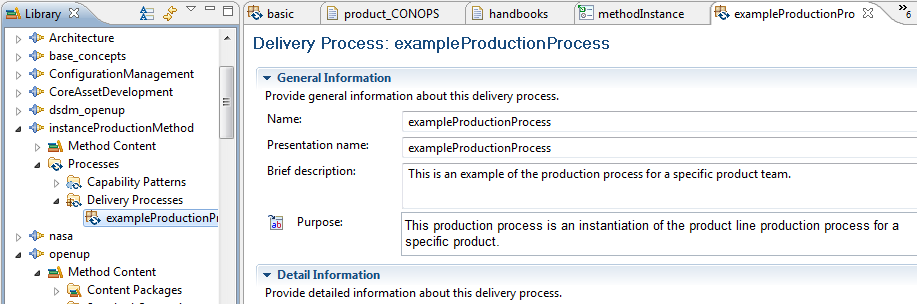 Library
basic
product_CONOPS
handbooks
methodInstance
exampleProductionPro
6
Architecture
base_concepts
ConfigurationManagement
CoreAssetDevelopment
dsdm_openup
instanceProductionMethod
Method Content
Processes
Capability Patterns
Delivery Processes
exampleProductionPr
nasa
openup
Method Content
Content Packages
Delivery Process: exampleProductionProcess
General Information
Provide general information about this delivery process.
Name:
exampleProductionProcess
Presentation name:
exampleProductionProcess
Brief description:
This is an example of the production process for a specific product team.
Purpose:
This production process is an instantiation of the product line production process for a
specific product.
Detail Information
Provide detailed information about this delivery process.